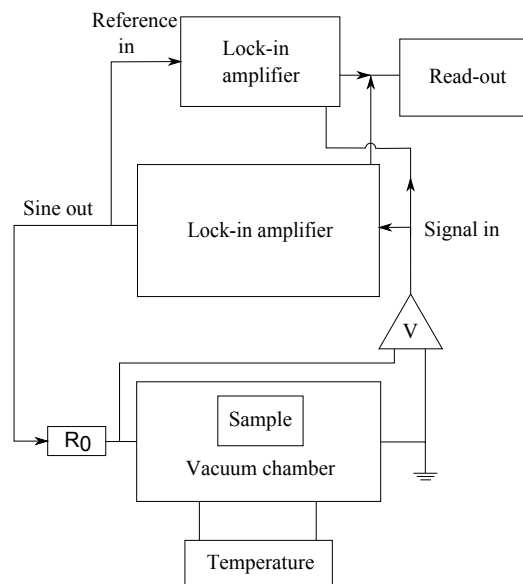 Reference
in
Lock-in
amplifier
Read-out
Sine out
Lock-in amplifier
Signal in
V
Sample
R0
Vacuum chamber
Temperature